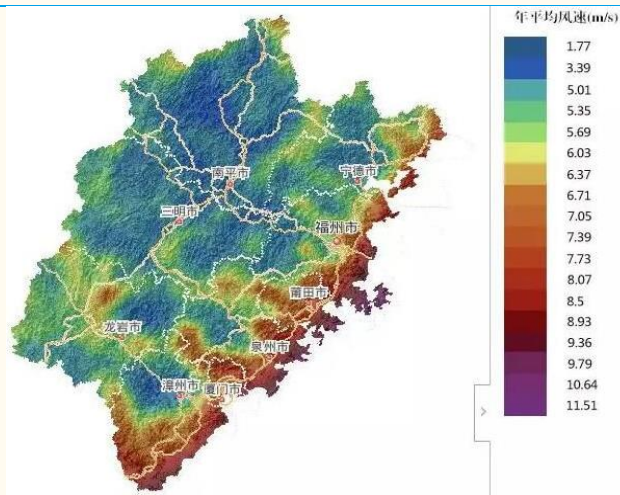 年平均风速(m/s)
1.77
3.39
5.01
5.35
5.69
6.03
6.37
6.71
7.05
7.39
7.73
8.07
8.5
8.93
9.36
9.79
10.64
11.51
南平市
宁德市
三明市
福州市
莆田市
龙岩市
泉州市
漳州市
厦门市
>